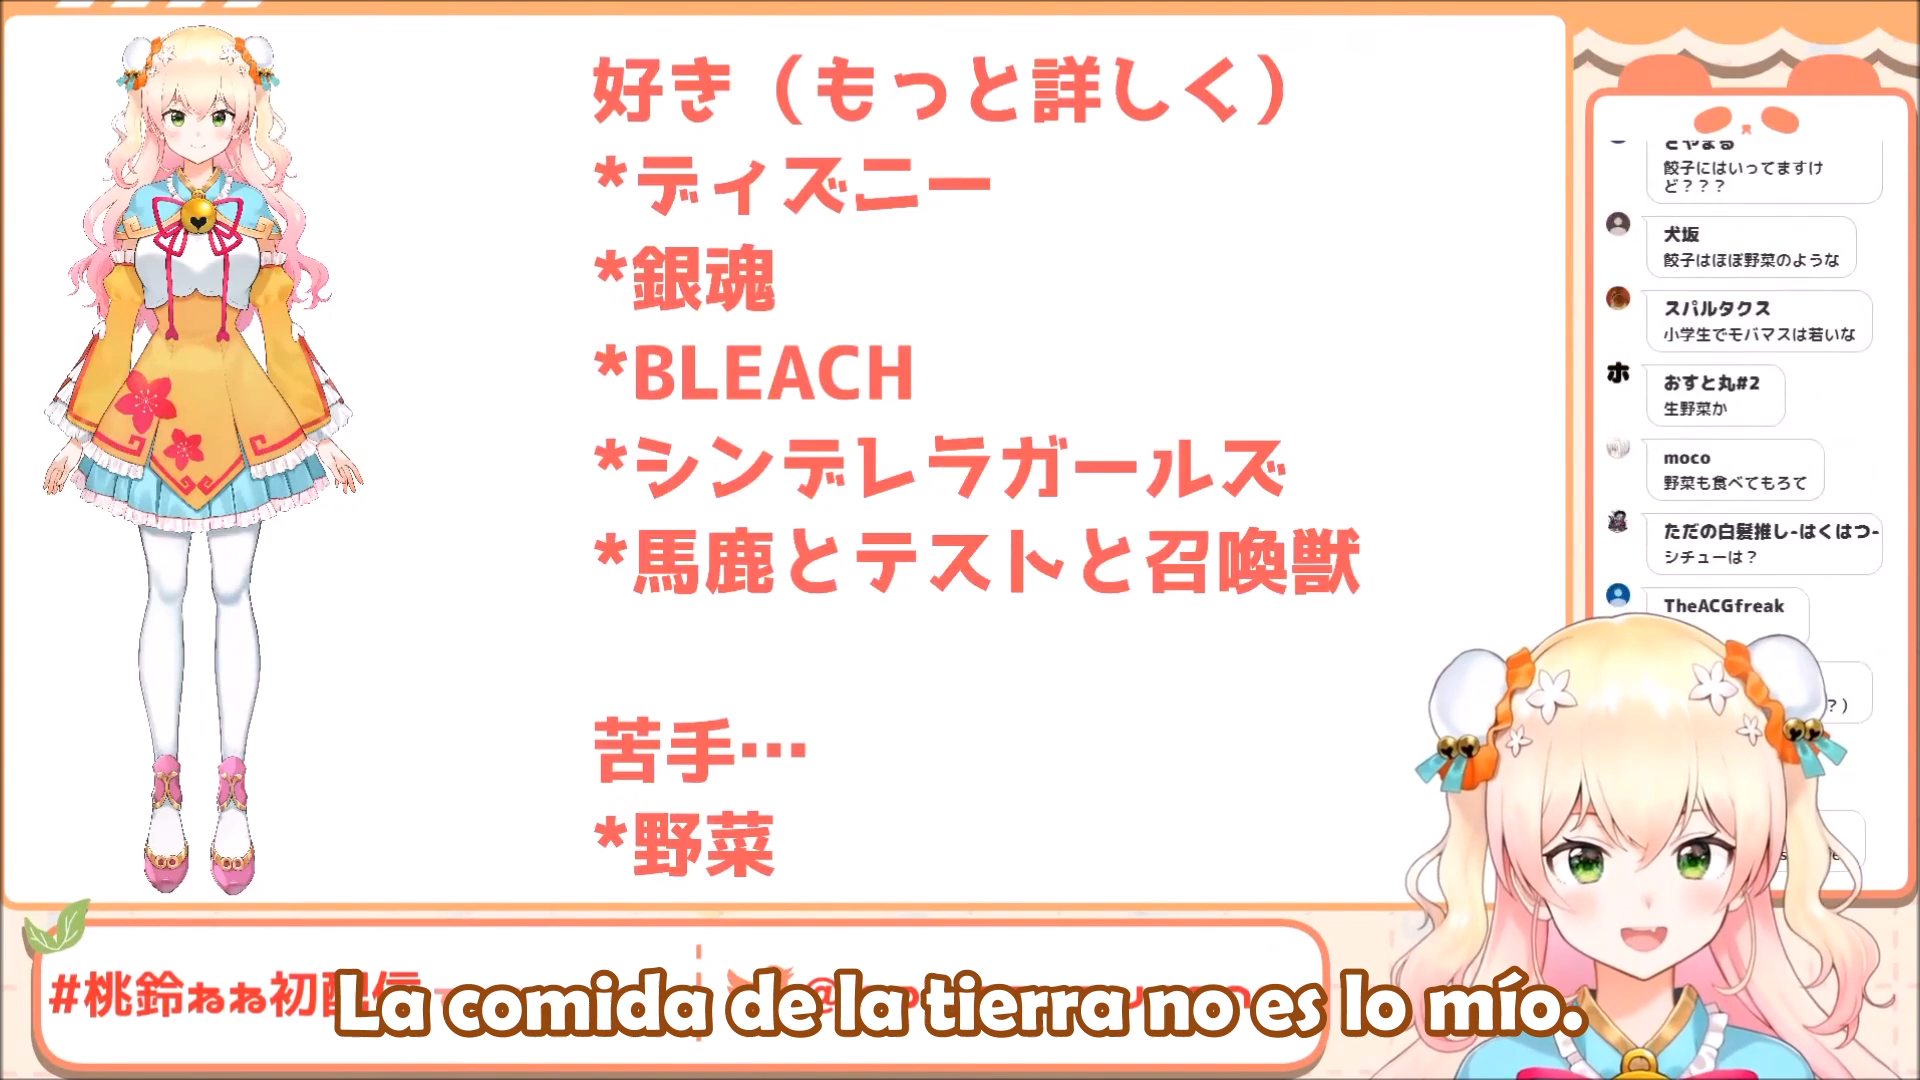 好き（もっと詳しく）
*ディズニー
*銀魂
*BLEACH
*シンデレラガールズ
*馬鹿とテストと召喚獣
苦手…
*野菜
とやまる
餃子にはいってますけ
ど？？？
犬坂
餃子はほぼ野菜のような
スパルタクス
小学生でモバマスは若いな
ホ
おすと丸#2
生野菜か
moco
野菜も食べてもろて
ただの白髪推し-はくはつ-
シチューは？
TheACGfreak
？）
#桃鈴ねね初配信
La comida de la tierra no es lo mío.